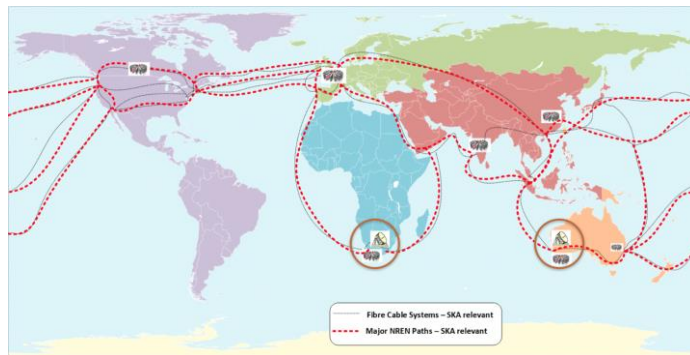 Fibre Cable Systems – SKA relevant
Major NREN Paths – SKA relevant